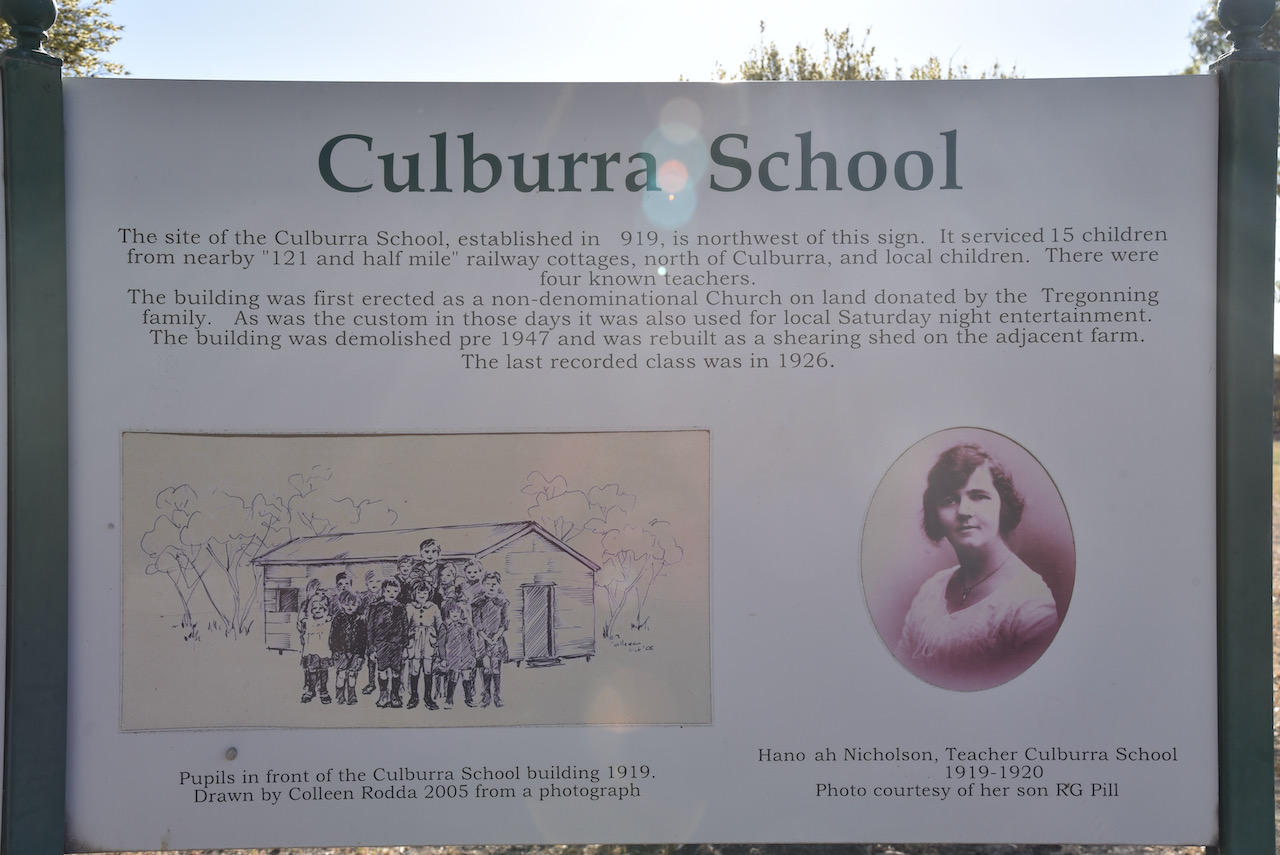 Culburra School
The site of the Culburra School, established in 919, is northwest of this sign. It serviced 15 children
from nearby "121 and half mile" railway cottages, north of Culburra, and local children. There were
four known teachers.
The building was first erected as a non-denominational Church on land donated by the Tregonning
family. As was the custom in those days it was also used for local Saturday night entertainment.
The building was demolished pre 1947 and was rebuilt as a shearing shed on the adjacent farm.
The last recorded class was in 1926.
Pupils in front of the Culburra School building 1919.
Drawn by Colleen Rodda 2005 from a photograph
Hano ah Nicholson, Teacher Culburra School
1919-1920
Photo courtesy of her son RG Pill